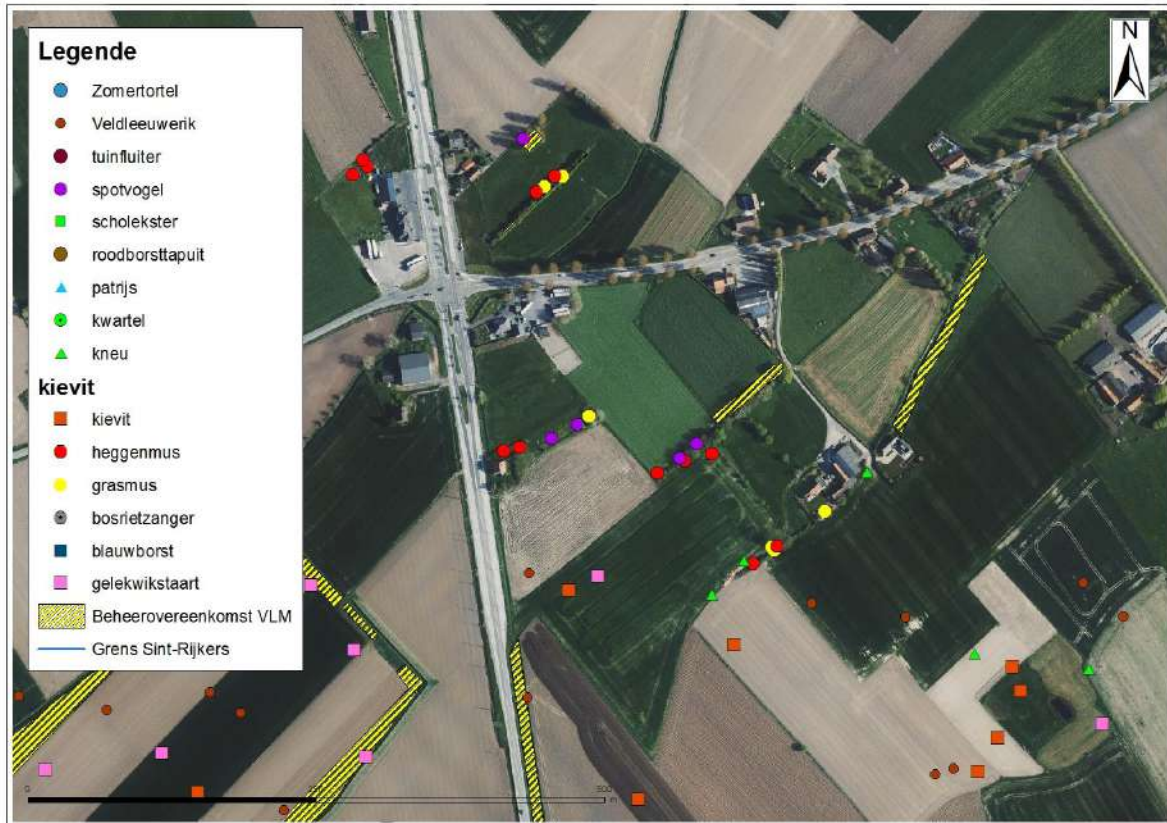 N
Legende
Zomertortel
Veldleeuwerik
tuinfluiter
spotvogel
scholekster
roodborsttapuit
patrijs
kwartel
kneu
kievit
kievit
heggenmus
grasmus
bosrietzanger
blauwborst
gelekwikstaart
Beheerovereenkomst VLM
Grens Sint-Rijkers